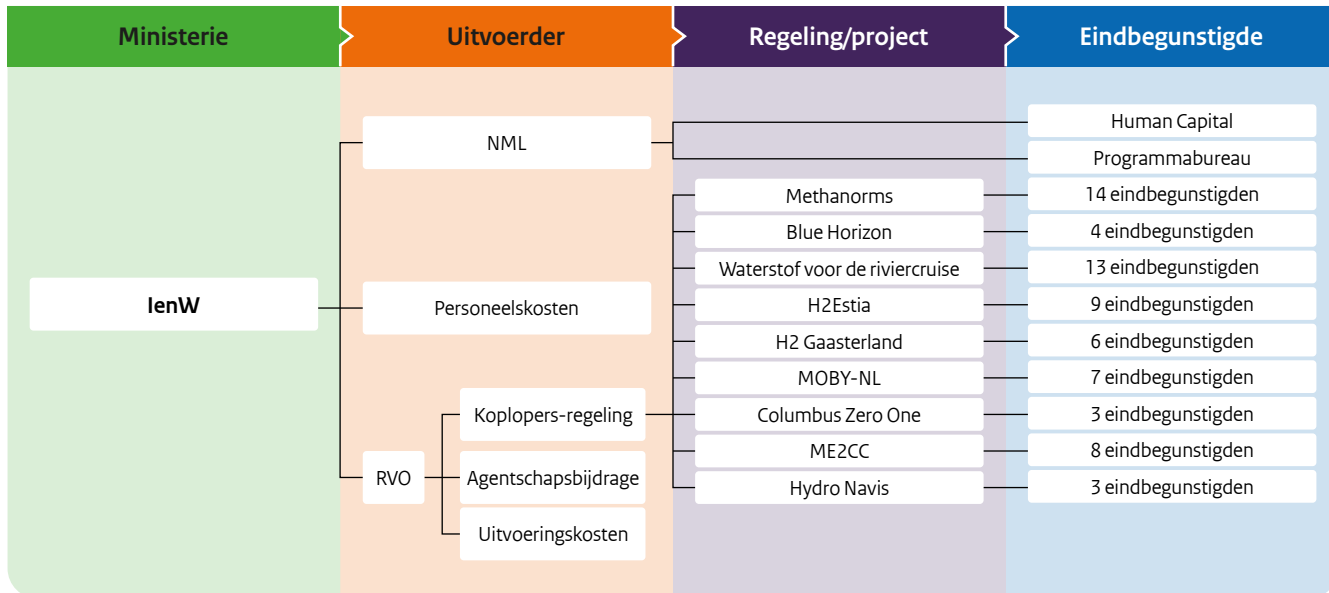 Ministerie
Uitvoerder
Regeling/project
Eindbegunstigde
IenW
NML
Human Capital
Programmabureau
Personeelskosten
RVO
Koplopers-regeling
Agentschapsbijdrage
Uitvoeringskosten
Methanorms
14 eindbegunstigden
Blue Horizon
4 eindbegunstigden
Waterstof voor de riviercruise
13 eindbegunstigden
H2Estia
9 eindbegunstigden
H2 Gaasterland
6 eindbegunstigden
MOBY-NL
7 eindbegunstigden
Columbus Zero One
3 eindbegunstigden
ME2CC
8 eindbegunstigden
Hydro Navis
3 eindbegunstigden